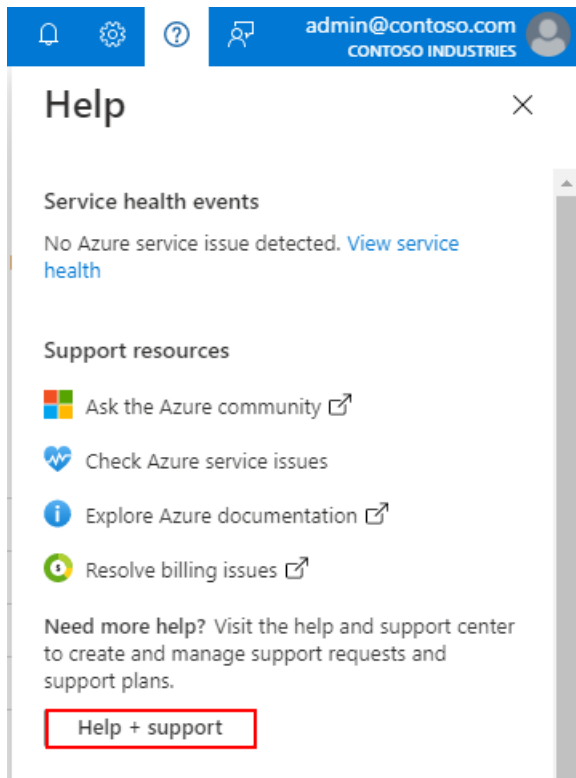 admin@contoso.com
CONTOSO INDUSTRIES
Help
Service health events
No Azure service issue detected. View service
health
Support resources
Ask the Azure community
Check Azure service issues
Explore Azure documentation
Resolve billing issues
Need more help? Visit the help and support center
to create and manage support requests and
support plans.
Help + support